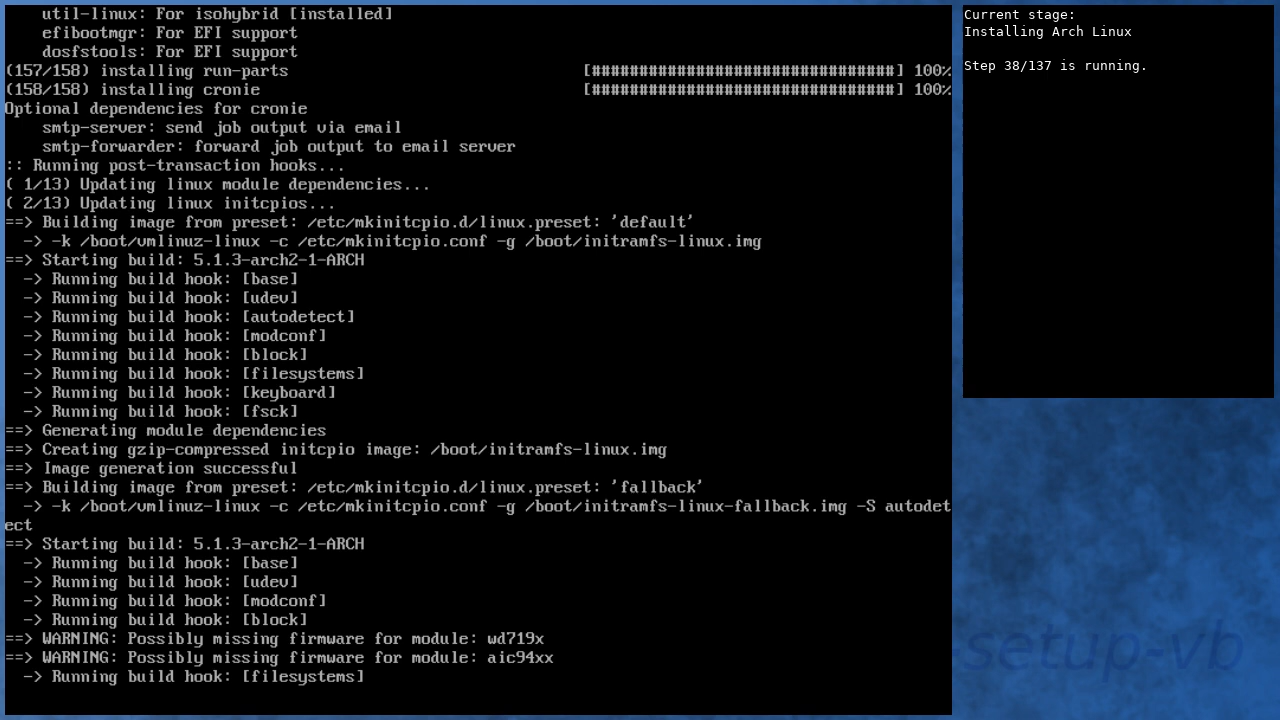 util-linux: For isohybrid [installed]
    efibootmgr: For EFI support
    dosfstools: For EFI support
(157/158) installing run-parts                               [################################] 100%
(158/158) installing cronie                                  [################################] 100%
Optional dependencies for cronie
    smtp-server: send job output via email
    smtp-forwarder: forward job output to email server
:: Running post-transaction hooks...
( 1/13) Updating linux module dependencies...
( 2/13) Updating linux initcpios...
==> Building image from preset: /etc/mkinitcpio.d/linux.preset: 'default'
  -> -k /boot/vmlinuz-linux -c /etc/mkinitcpio.conf -g /boot/initramfs-linux.img
==> Starting build: 5.1.3-arch2-1-ARCH
  -> Running build hook: [base]
  -> Running build hook: [udev]
  -> Running build hook: [autodetect]
  -> Running build hook: [modconf]
  -> Running build hook: [block]
  -> Running build hook: [filesystems]
  -> Running build hook: [keyboard]
  -> Running build hook: [fsck]
==> Generating module dependencies
==> Creating gzip-compressed initcpio image: /boot/initramfs-linux.img
==> Image generation successful
==> Building image from preset: /etc/mkinitcpio.d/linux.preset: 'fallback'
  -> -k /boot/vmlinuz-linux -c /etc/mkinitcpio.conf -g /boot/initramfs-linux-fallback.img -S autodet
ect
==> Starting build: 5.1.3-arch2-1-ARCH
  -> Running build hook: [base]
  -> Running build hook: [udev]
  -> Running build hook: [modconf]
  -> Running build hook: [block]
==> WARNING: Possibly missing firmware for module: wd719x
==> WARNING: Possibly missing firmware for module: aic94xx
  -> Running build hook: [filesystems]
Current stage:
Installing Arch Linux
Step 38/137 is running.
-setup-vb